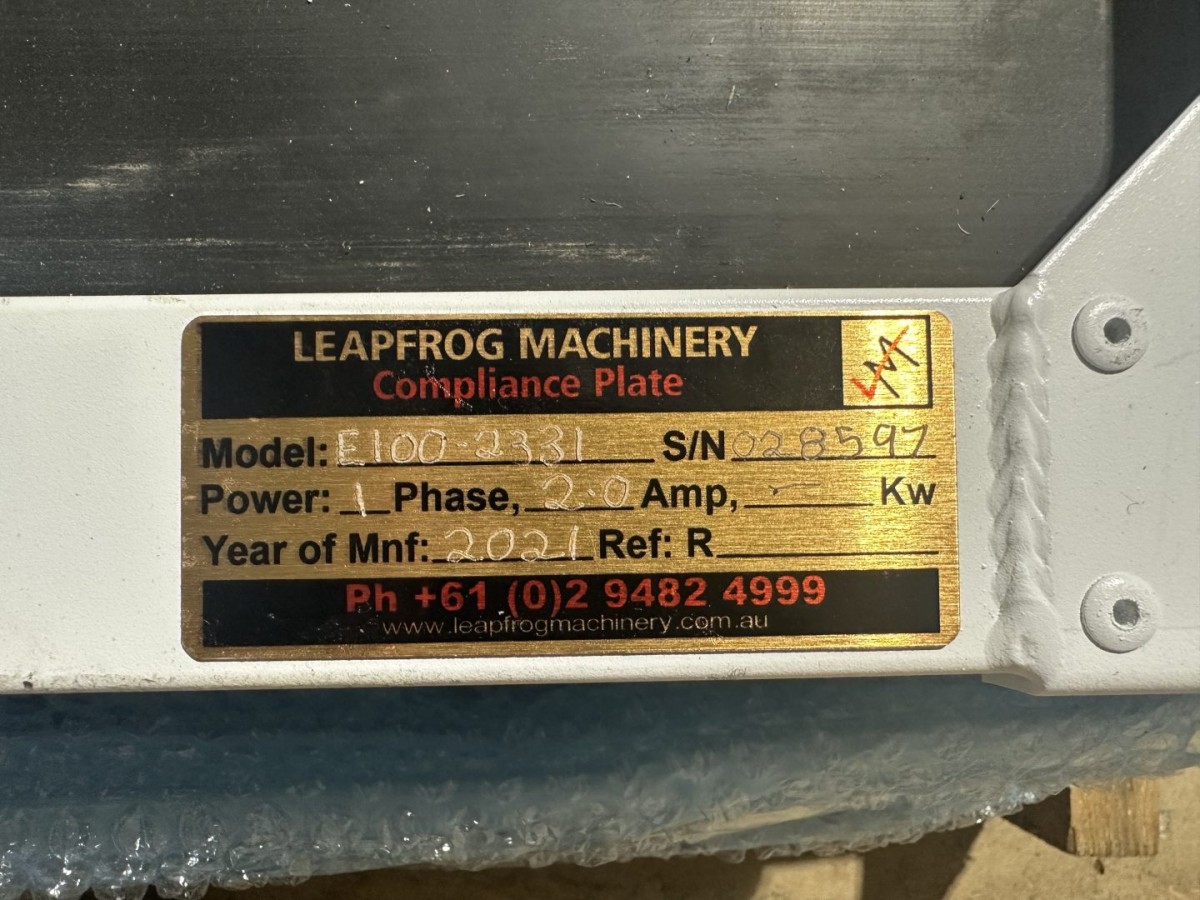 LEAPFROG MACHINERY
Compliance Plate
Model: E100-2331 S/N 028597
Power: 1 Phase, 2.0 Amp, - Kw
Year of Mnf: 2021 Ref: R
Ph +61 (0)2 9482 4999
www.leapfrogmachinery.com.au